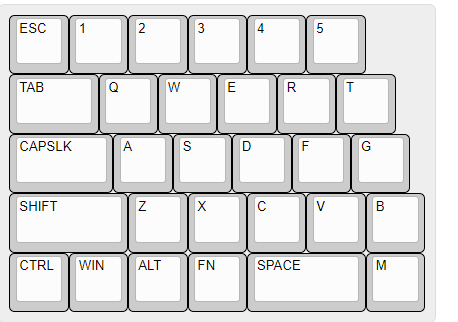 ESC 1 2 3 4 5
TAB Q W E R T
CAPSLK A S D F G
SHIFT Z X C V B
CTRL WIN ALT FN SPACE M